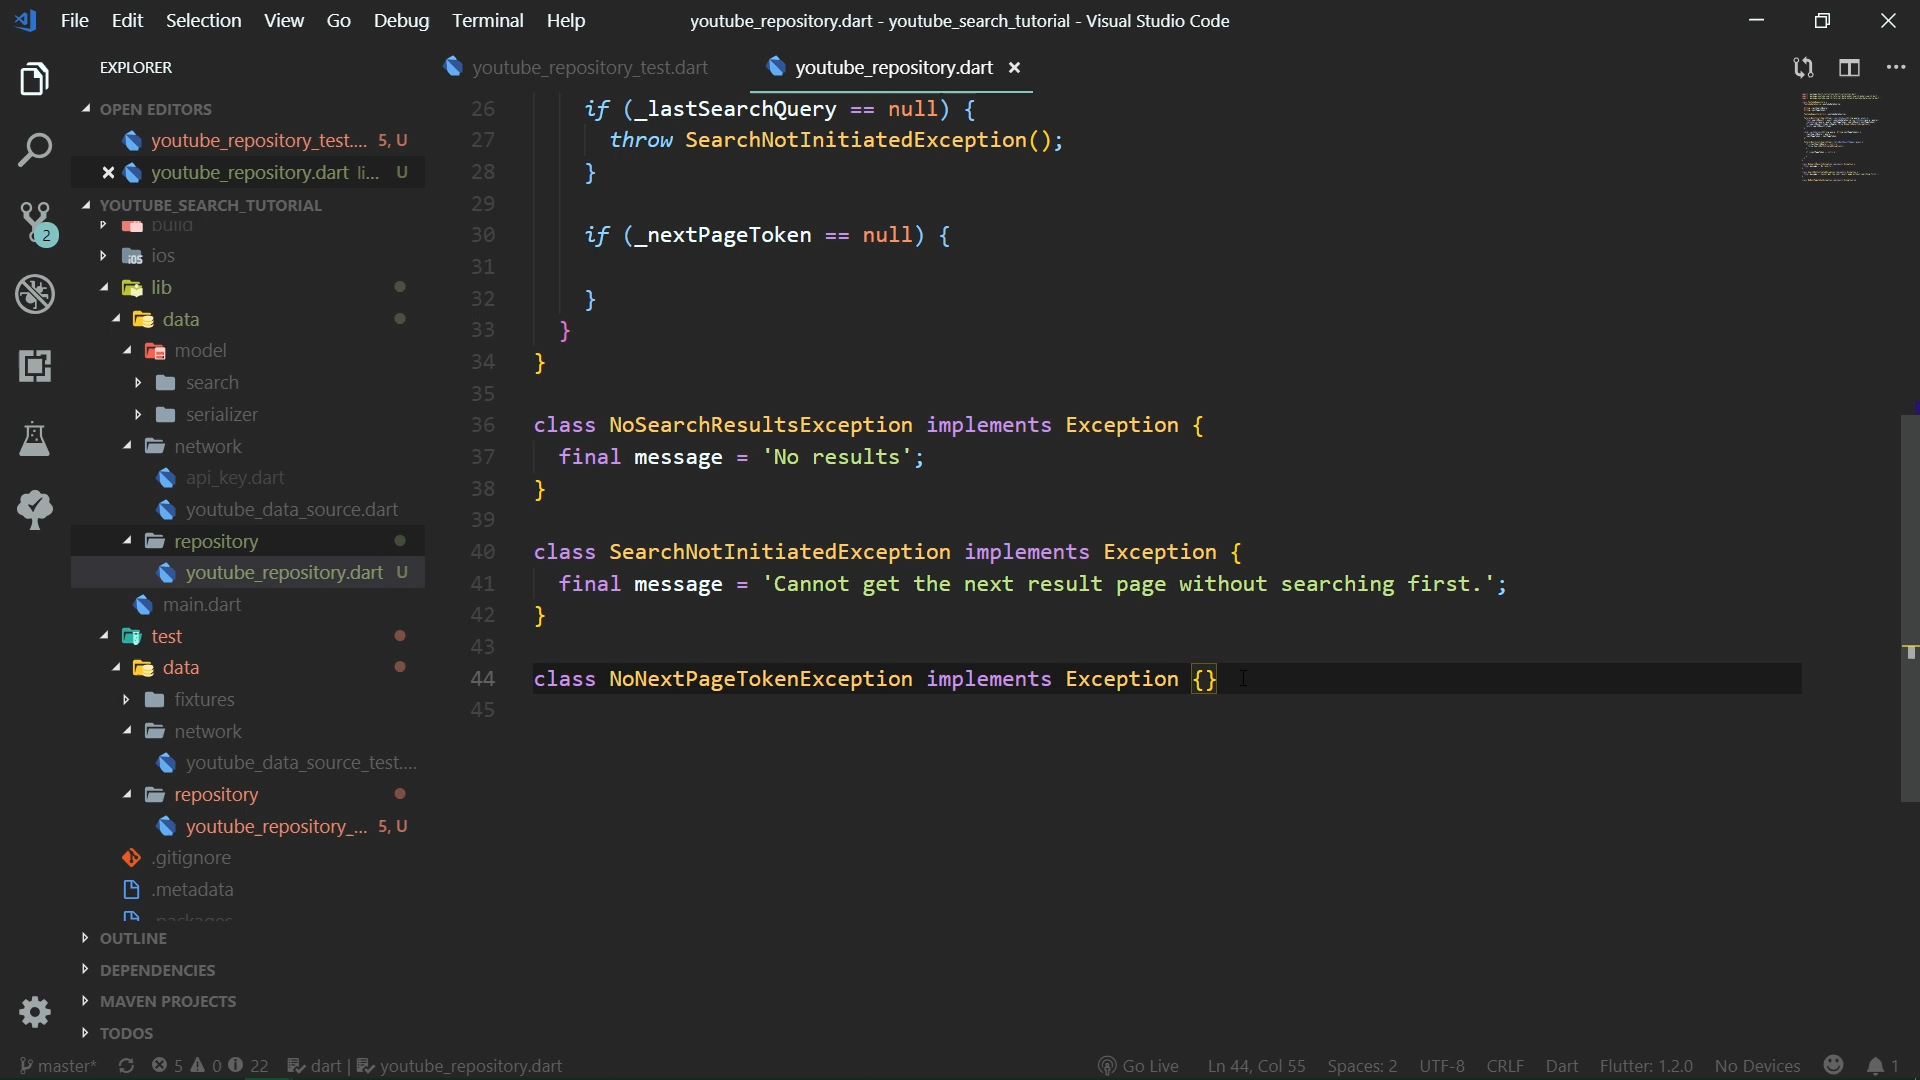 File Edit Selection View Go Debug Terminal Help
youtube_repository.dart - youtube_search_tutorial - Visual Studio Code
EXPLORER
OPEN EDITORS
youtube_repository_test.... 5, U
youtube_repository.dart li... U
YOUTUBE_SEARCH_TUTORIAL
build
ios
lib
data
model
search
serializer
network
api_key.dart
youtube_data_source.dart
repository
youtube_repository.dart U
main.dart
test
data
fixtures
network
youtube_data_source_test....
repository
youtube_repository_... 5, U
.gitignore
.metadata
.packages
OUTLINE
DEPENDENCIES
MAVEN PROJECTS
TODOS
2
youtube_repository_test.dart
youtube_repository.dart
26 if (_lastSearchQuery == null) {
27 throw SearchNotInitiatedException();
28 }
29
30 if (_nextPageToken == null) {
31
32 }
33 }
34 }
35
36 class NoSearchResultsException implements Exception {
37 final message = 'No results';
38 }
39
40 class SearchNotInitiatedException implements Exception {
41 final message = 'Cannot get the next result page without searching first.';
42 }
43
44 class NoNextPageTokenException implements Exception {}
45
master* 5 0 22 dart | youtube_repository.dart
Go Live Ln 44, Col 55 Spaces: 2 UTF-8 CRLF Dart Flutter: 1.2.0 No Devices 1